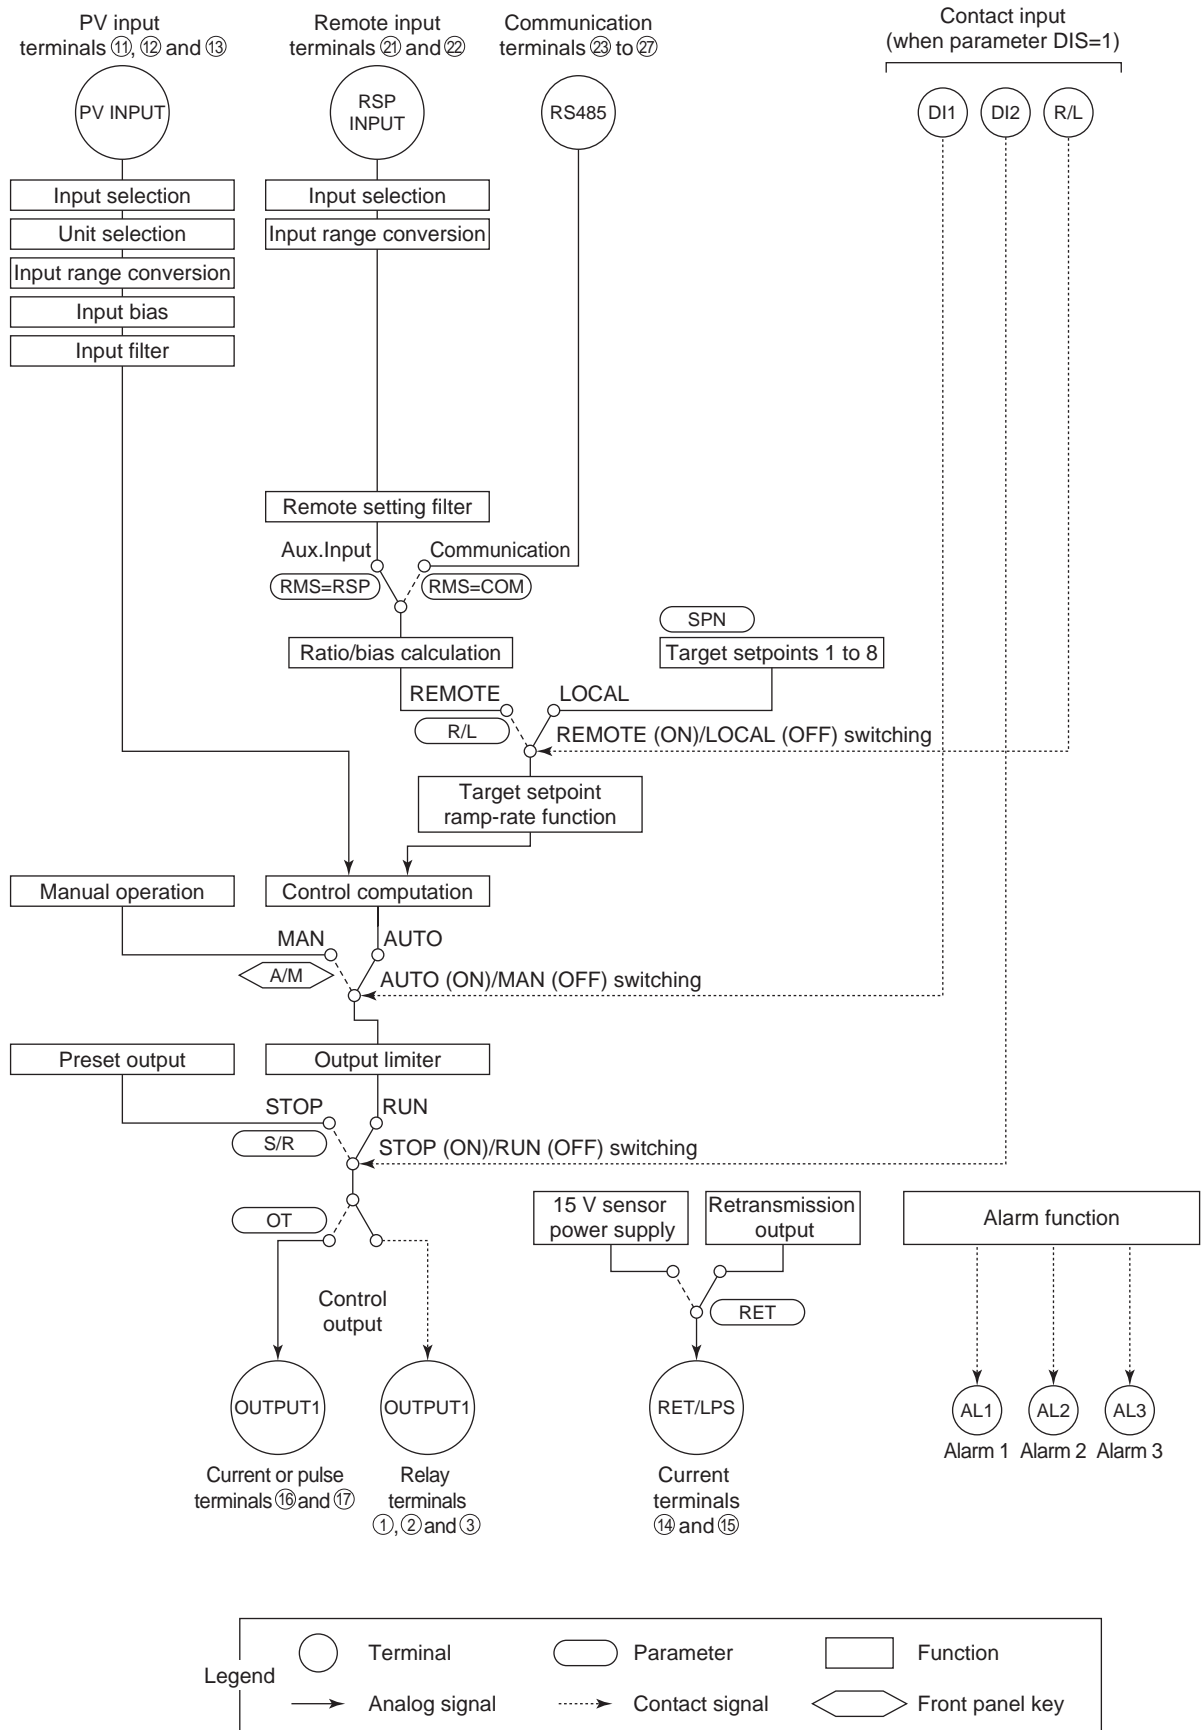 PV input
terminals ⑪, ⑫ and ⑬
Remote input
terminals ㉑ and ㉒
Communication
terminals ㉓ to ㉗
Contact input
(when parameter DIS=1)
PV INPUT
RSP
INPUT
RS485
DI1
DI2
R/L
Input selection
Unit selection
Input range conversion
Input bias
Input filter
Input selection
Input range conversion
Remote setting filter
Aux.Input
Communication
RMS=RSP
RMS=COM
SPN
Ratio/bias calculation
Target setpoints 1 to 8
REMOTE
LOCAL
R/L
REMOTE (ON)/LOCAL (OFF) switching
Target setpoint
ramp-rate function
Manual operation
Control computation
MAN
AUTO
A/M
AUTO (ON)/MAN (OFF) switching
Preset output
Output limiter
STOP
RUN
S/R
STOP (ON)/RUN (OFF) switching
OT
15 V sensor
power supply
Retransmission
output
Alarm function
Control
output
RET
OUTPUT1
OUTPUT1
RET/LPS
AL1
AL2
AL3
Alarm 1
Alarm 2
Alarm 3
Current or pulse
terminals ⑯ and ⑰
Relay
terminals
①, ② and ③
Current
terminals
⑭ and ⑮
Legend
Terminal
Parameter
Function
Analog signal
Contact signal
Front panel key